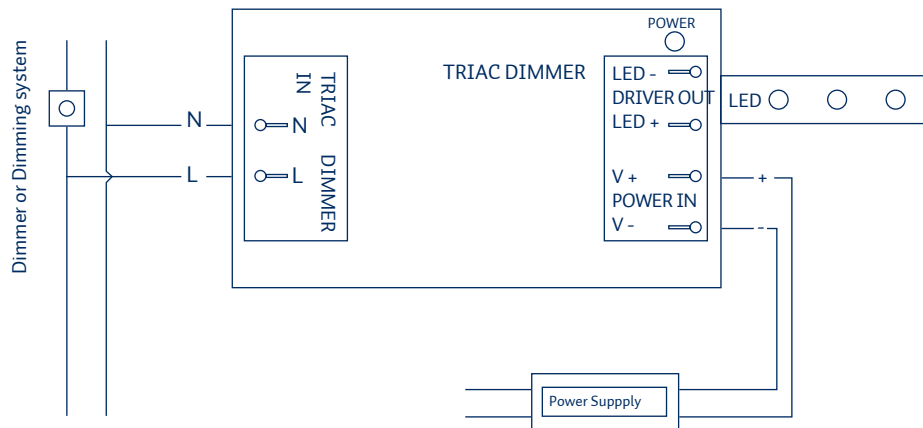 Dimmer or Dimming system
N
L
TRIAC IN
TRIAC DIMMER
N
L
DIMMER
POWER
LED -
DRIVER OUT
LED +
V +
POWER IN
V -
LED
+
-
Power Suppply